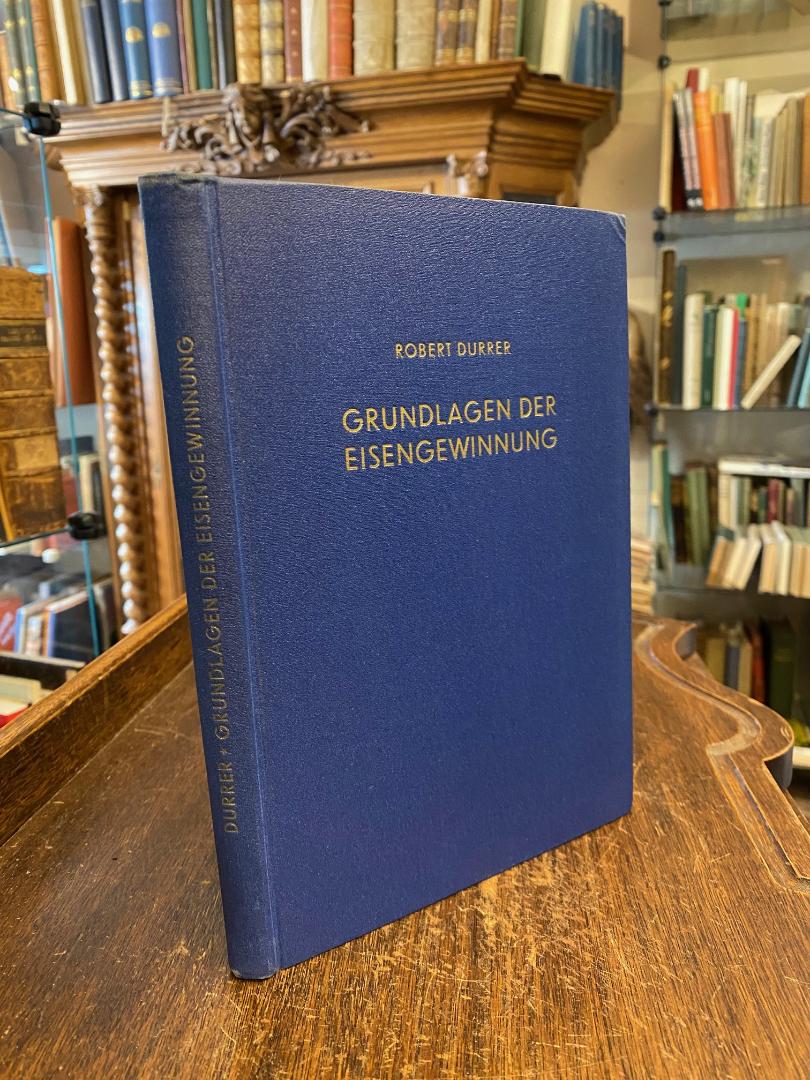 ROBERT DURRER
GRUNDLAGEN DER
EISENGEWINNUNG
DURRER * GRUNDLAGEN DER EISENGEWINNUNG